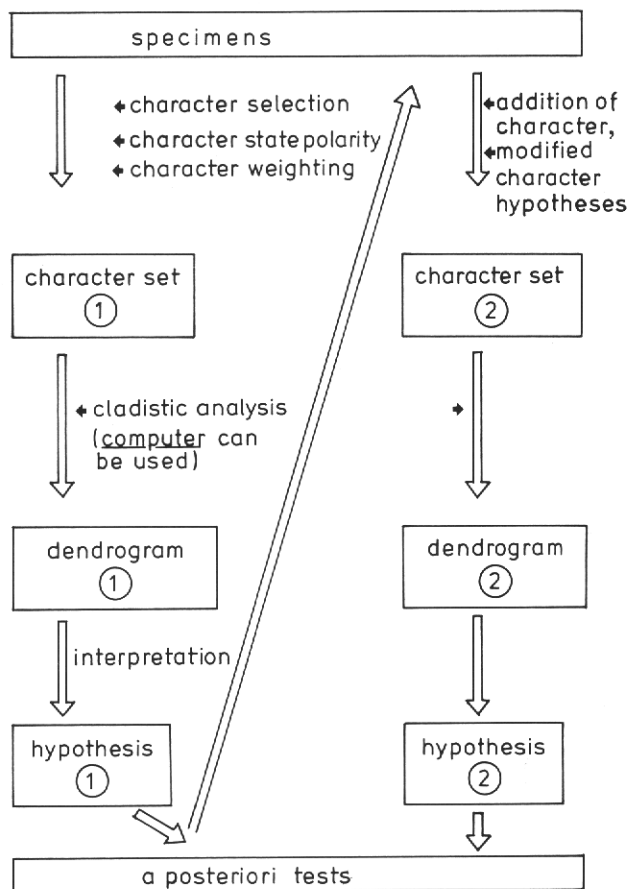 specimens
character selection
character state polarity
character weighting
addition of
character,
modified
character
hypotheses
character set
1
character set
2
cladistic analysis
(computer can
be used)
dendrogram
1
dendrogram
2
interpretation
hypothesis
1
hypothesis
2
a posteriori tests